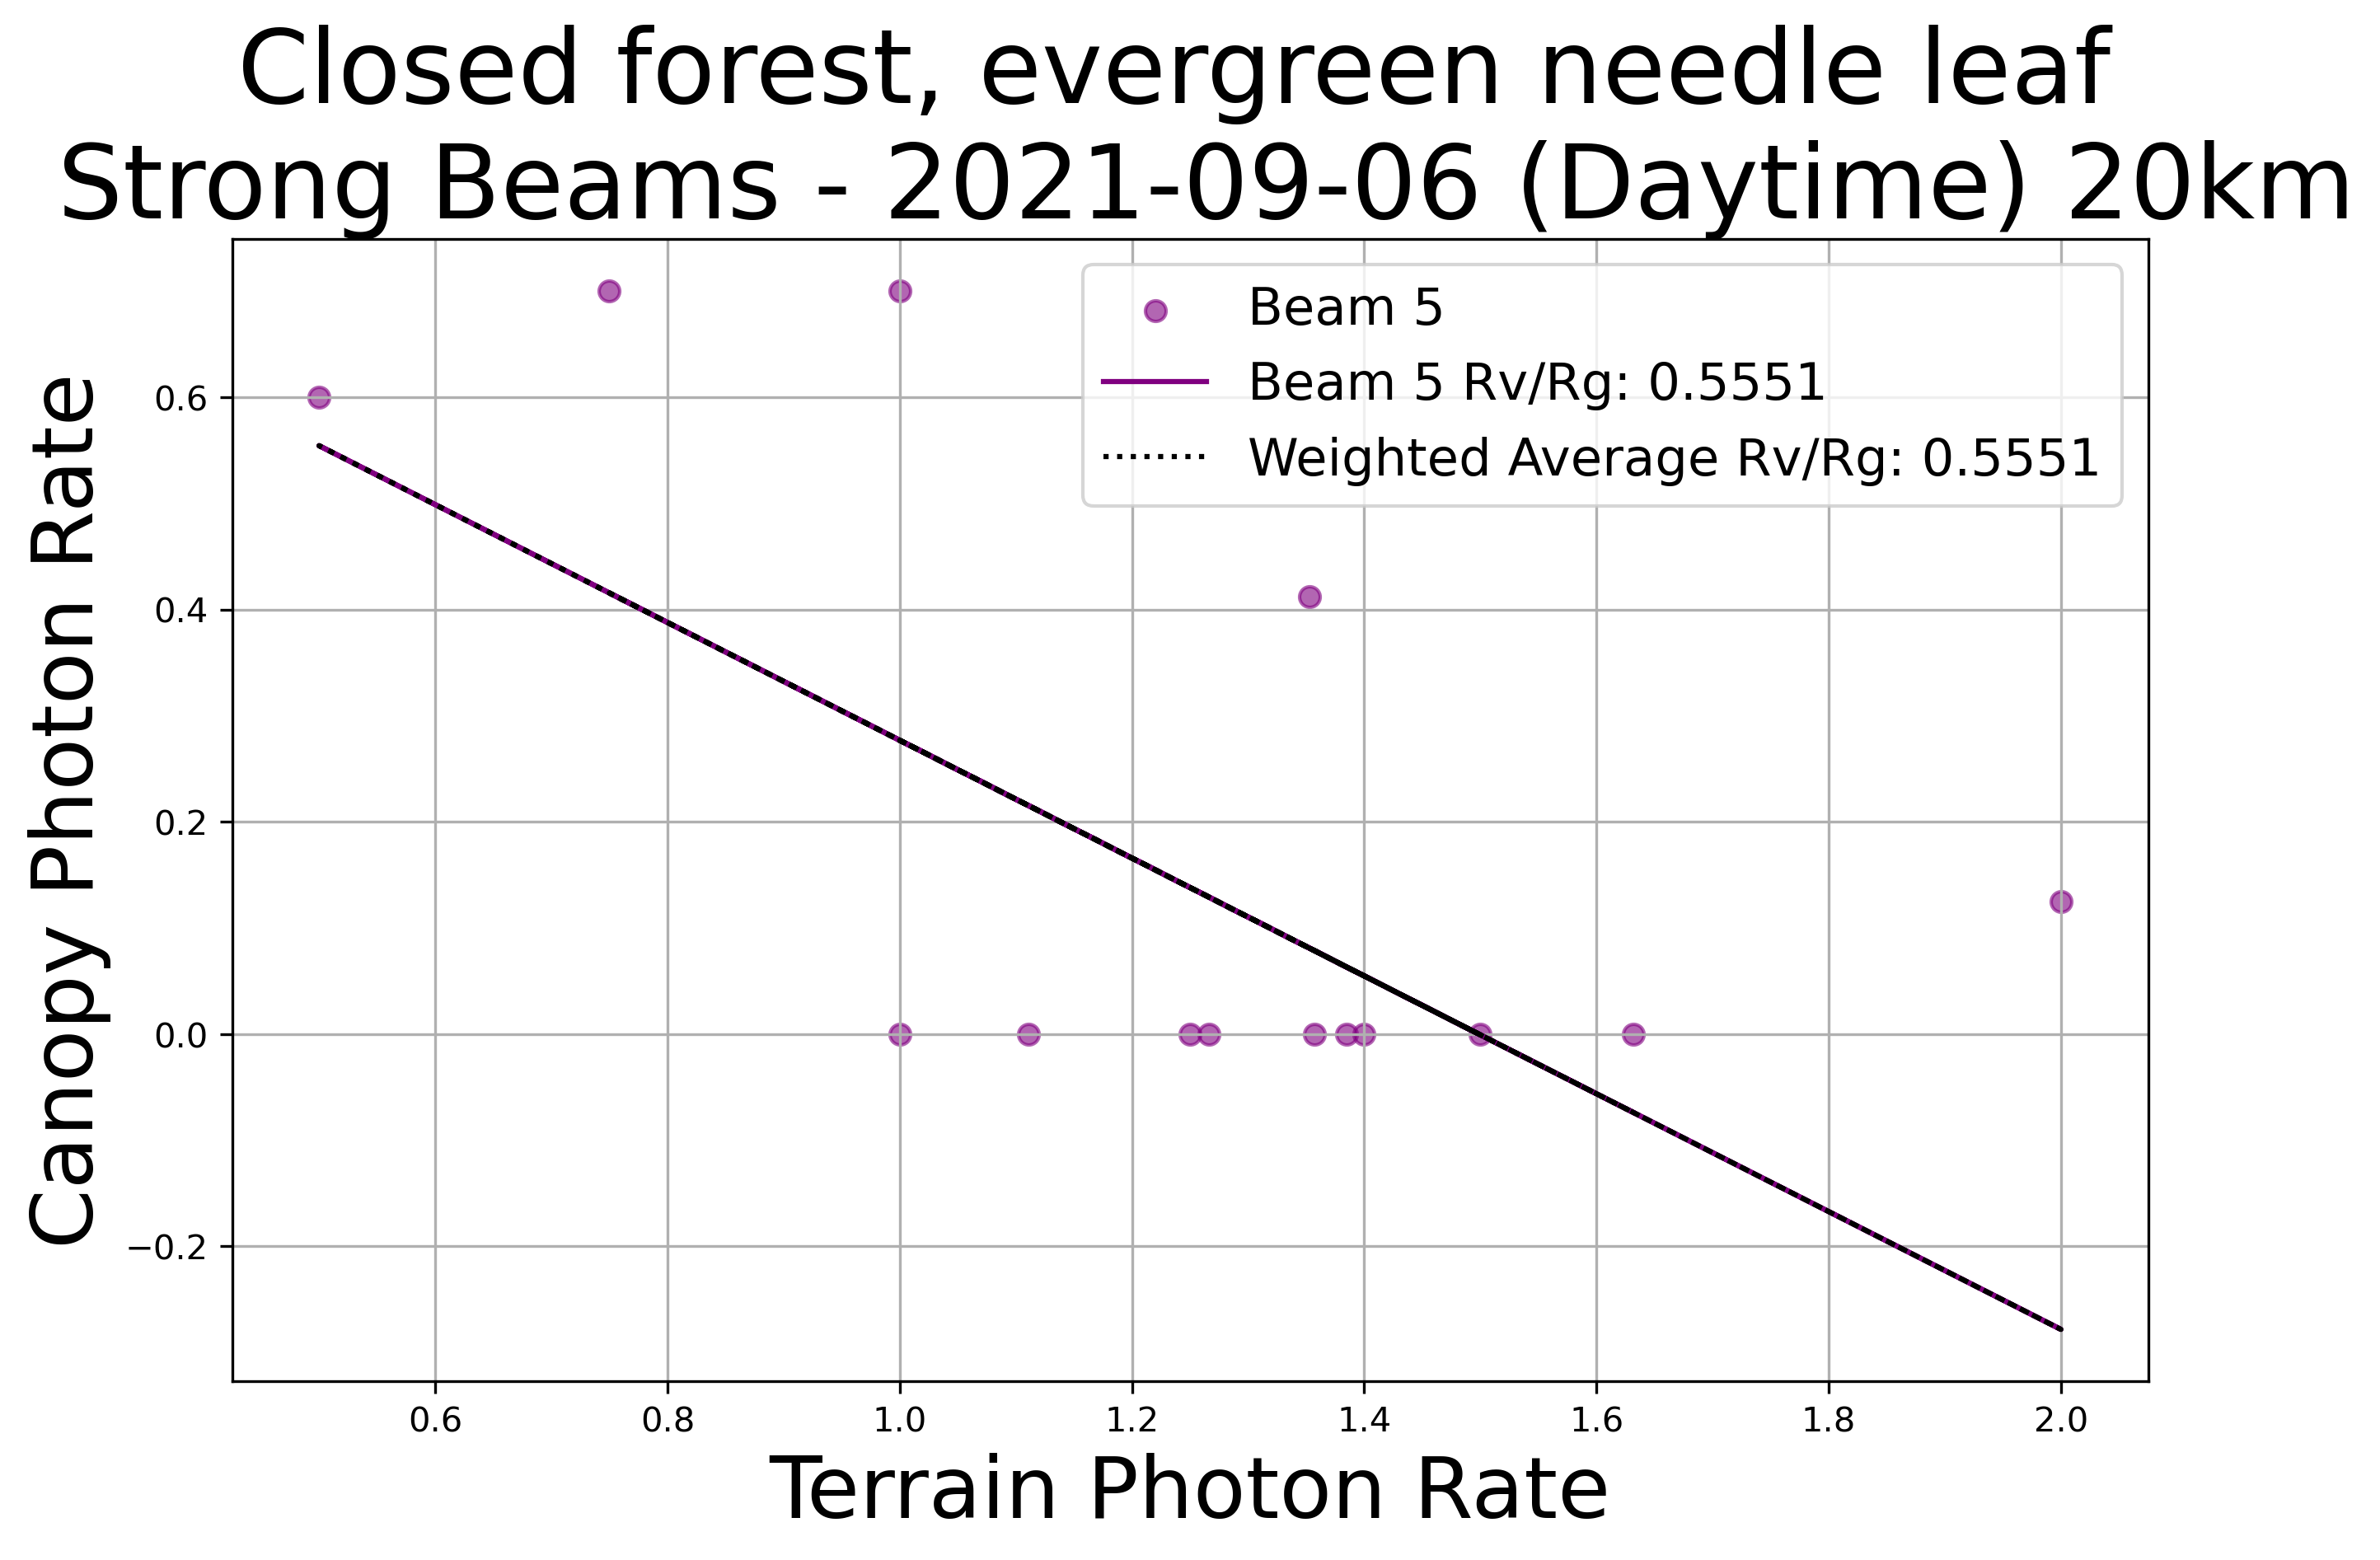 Closed forest, evergreen needle leaf
Strong Beams - 2021-09-06 (Daytime) 20km
Beam 5
Beam 5 Rv/Rg: 0.5551
Weighted Average Rv/Rg: 0.5551
Canopy Photon Rate
0.6
0.4
0.2
0.0
−0.2
0.6 0.8 1.0 1.2 1.4 1.6 1.8 2.0
Terrain Photon Rate